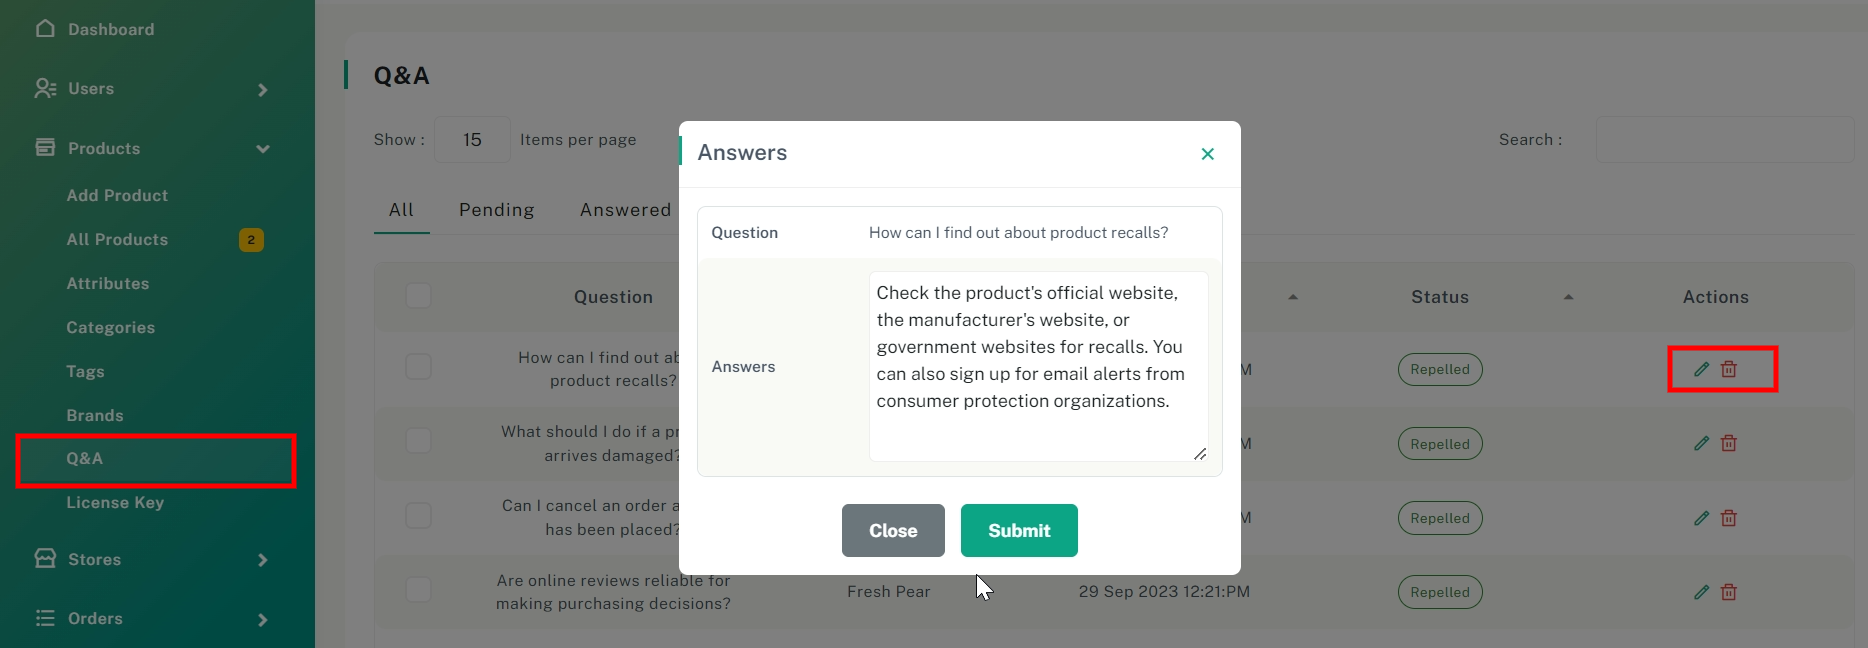 Dashboard
Users
Products
Add Product
All Products 2
Attributes
Categories
Tags
Brands
Q&A
License Key
Stores
Orders
Q&A
Show : 15 Items per page
Search :
All Pending Answered
Question Status Actions
How can I find out ab
product recalls?
M Repelled
What should I do if a pr
arrives damaged?
M Repelled
Can I cancel an order a
has been placed?
M Repelled
Are online reviews reliable for
making purchasing decisions?
Fresh Pear 29 Sep 2023 12:21:PM Repelled
Answers
Question How can I find out about product recalls?
Answers
Check the product's official website,
the manufacturer's website, or
government websites for recalls. You
can also sign up for email alerts from
consumer protection organizations.
Close Submit